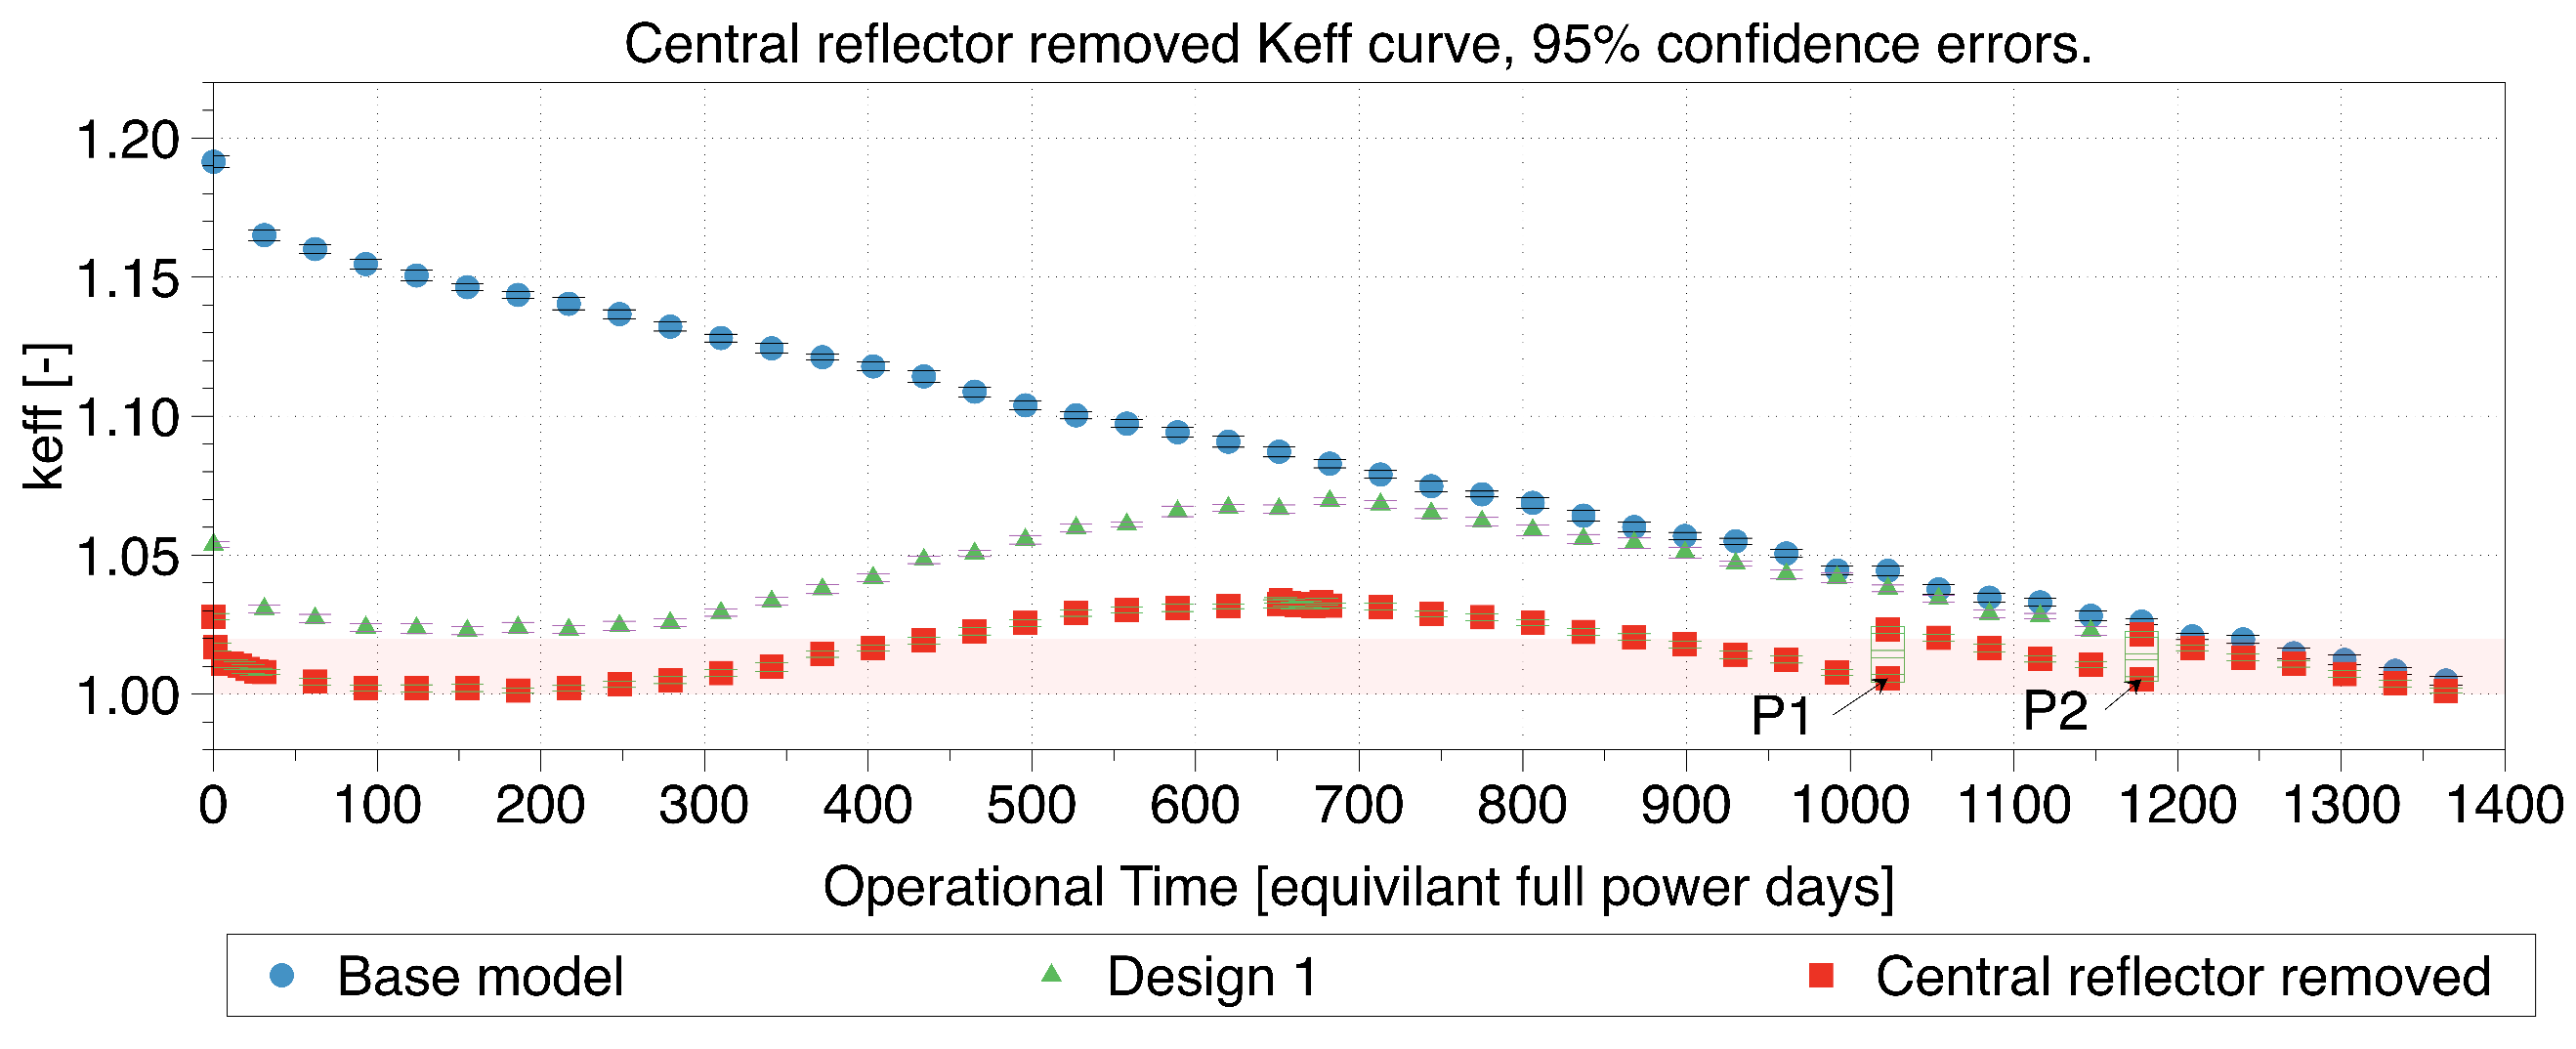 Central reflector removed Keff curve, 95% confidence errors.
keff [-]
1.20
1.15
1.10
1.05
1.00
P1
P2
0 100 200 300 400 500 600 700 800 900 1000 1100 1200 1300 1400
Operational Time [equivilant full power days]
Base model
Design 1
Central reflector removed